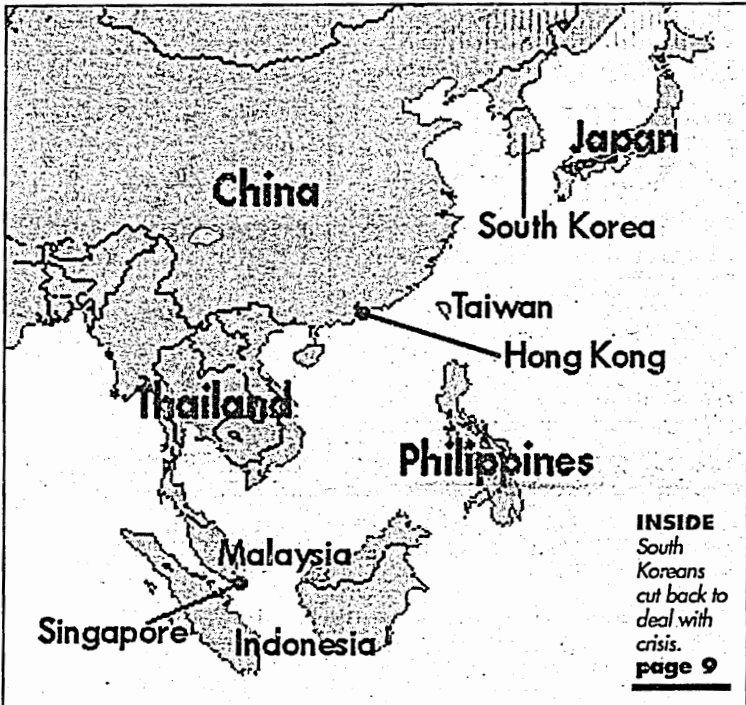 Japan
China
South Korea
Taiwan
Hong Kong
Thailand
Philippines
INSIDE
South
Koreans
cut back to
deal with
crisis.
page 9
Malaysia
Singapore
Indonesia